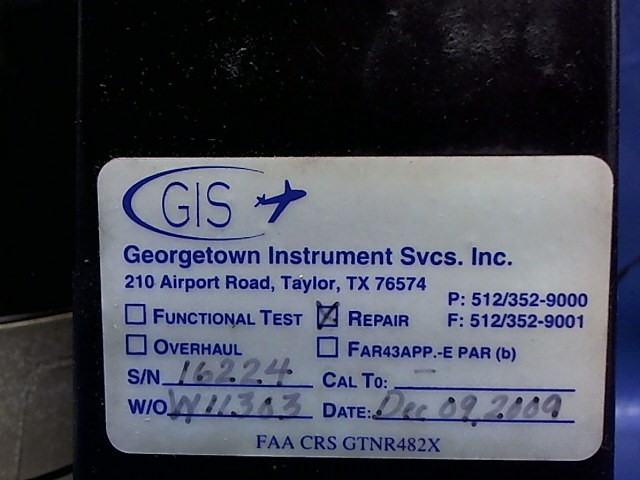 GIS
Georgetown Instrument Svcs. Inc.
210 Airport Road, Taylor, TX 76574
P: 512/352-9000
FUNCTIONAL TEST REPAIR F: 512/352-9001
OVERHAUL FAR43APP.-E PAR (b)
S/N 16224 CAL TO: –
W/O W11303 DATE: Dec 09, 2009
FAA CRS GTNR482X